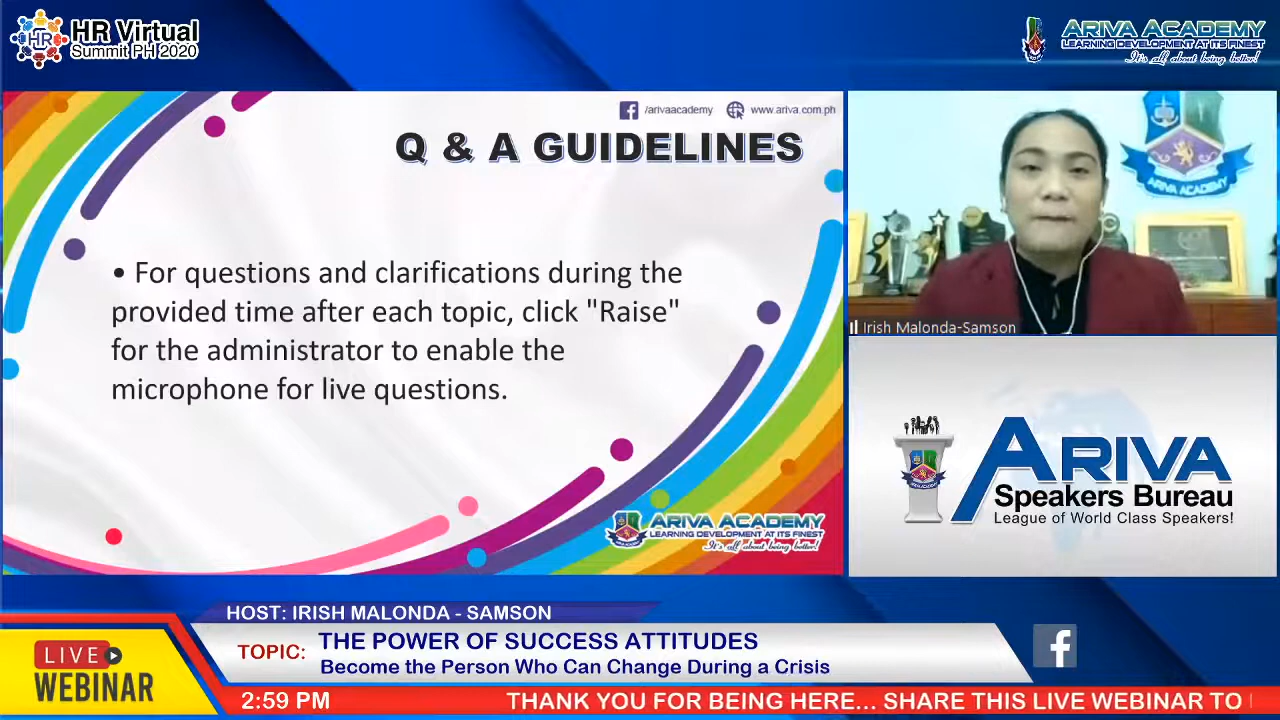 HR Virtual
Summit PH 2020
HR
ARIVA ACADEMY
LEARNING DEVELOPMENT AT ITS FINEST
It's all about being better!
/arivaacademy
www.ariva.com.ph
Q & A GUIDELINES
• For questions and clarifications during the
provided time after each topic, click "Raise"
for the administrator to enable the
microphone for live questions.
ARIVA ACADEMY
LEARNING DEVELOPMENT AT ITS FINEST
It's all about being better!
ARIVA ACADEMY
Irish Malonda-Samson
ARIVA
Speakers Bureau
League of World Class Speakers!
HOST: IRISH MALONDA - SAMSON
TOPIC:
THE POWER OF SUCCESS ATTITUDES
Become the Person Who Can Change During a Crisis
LIVE
WEBINAR
2:59 PM
THANK YOU FOR BEING HERE... SHARE THIS LIVE WEBINAR TO